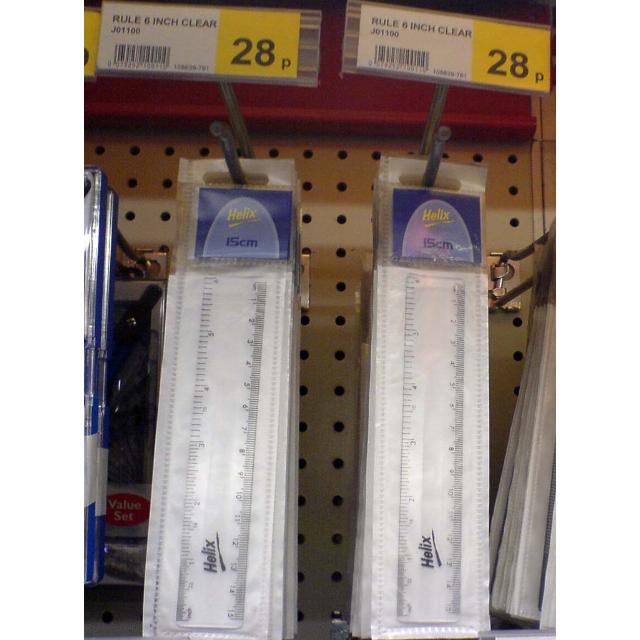 RULE 6 INCH CLEAR
J01100
28p
RULE 6 INCH CLEAR
J01100
28p
Helix
15cm
Helix
15cm
Helix
Helix
Value
Set